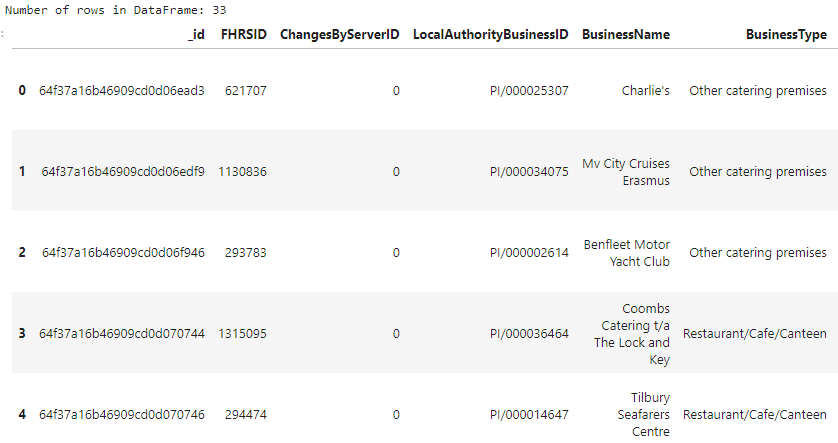 Number of rows in DataFrame: 33
:
_id FHRSID ChangesByServerID LocalAuthorityBusinessID BusinessName BusinessType
0 64f37a16b46909cd0d06ead3 621707 0 PI/000025307 Charlie's Other catering premises
1 64f37a16b46909cd0d06edf9 1130836 0 PI/000034075 Mv City Cruises Erasmus Other catering premises
2 64f37a16b46909cd0d06f946 293783 0 PI/000002614 Benfleet Motor Yacht Club Other catering premises
3 64f37a16b46909cd0d070744 1315095 0 PI/000036464 Coombs Catering t/a The Lock and Key Restaurant/Cafe/Canteen
4 64f37a16b46909cd0d070746 294474 0 PI/000014647 Tilbury Seafarers Centre Restaurant/Cafe/Canteen